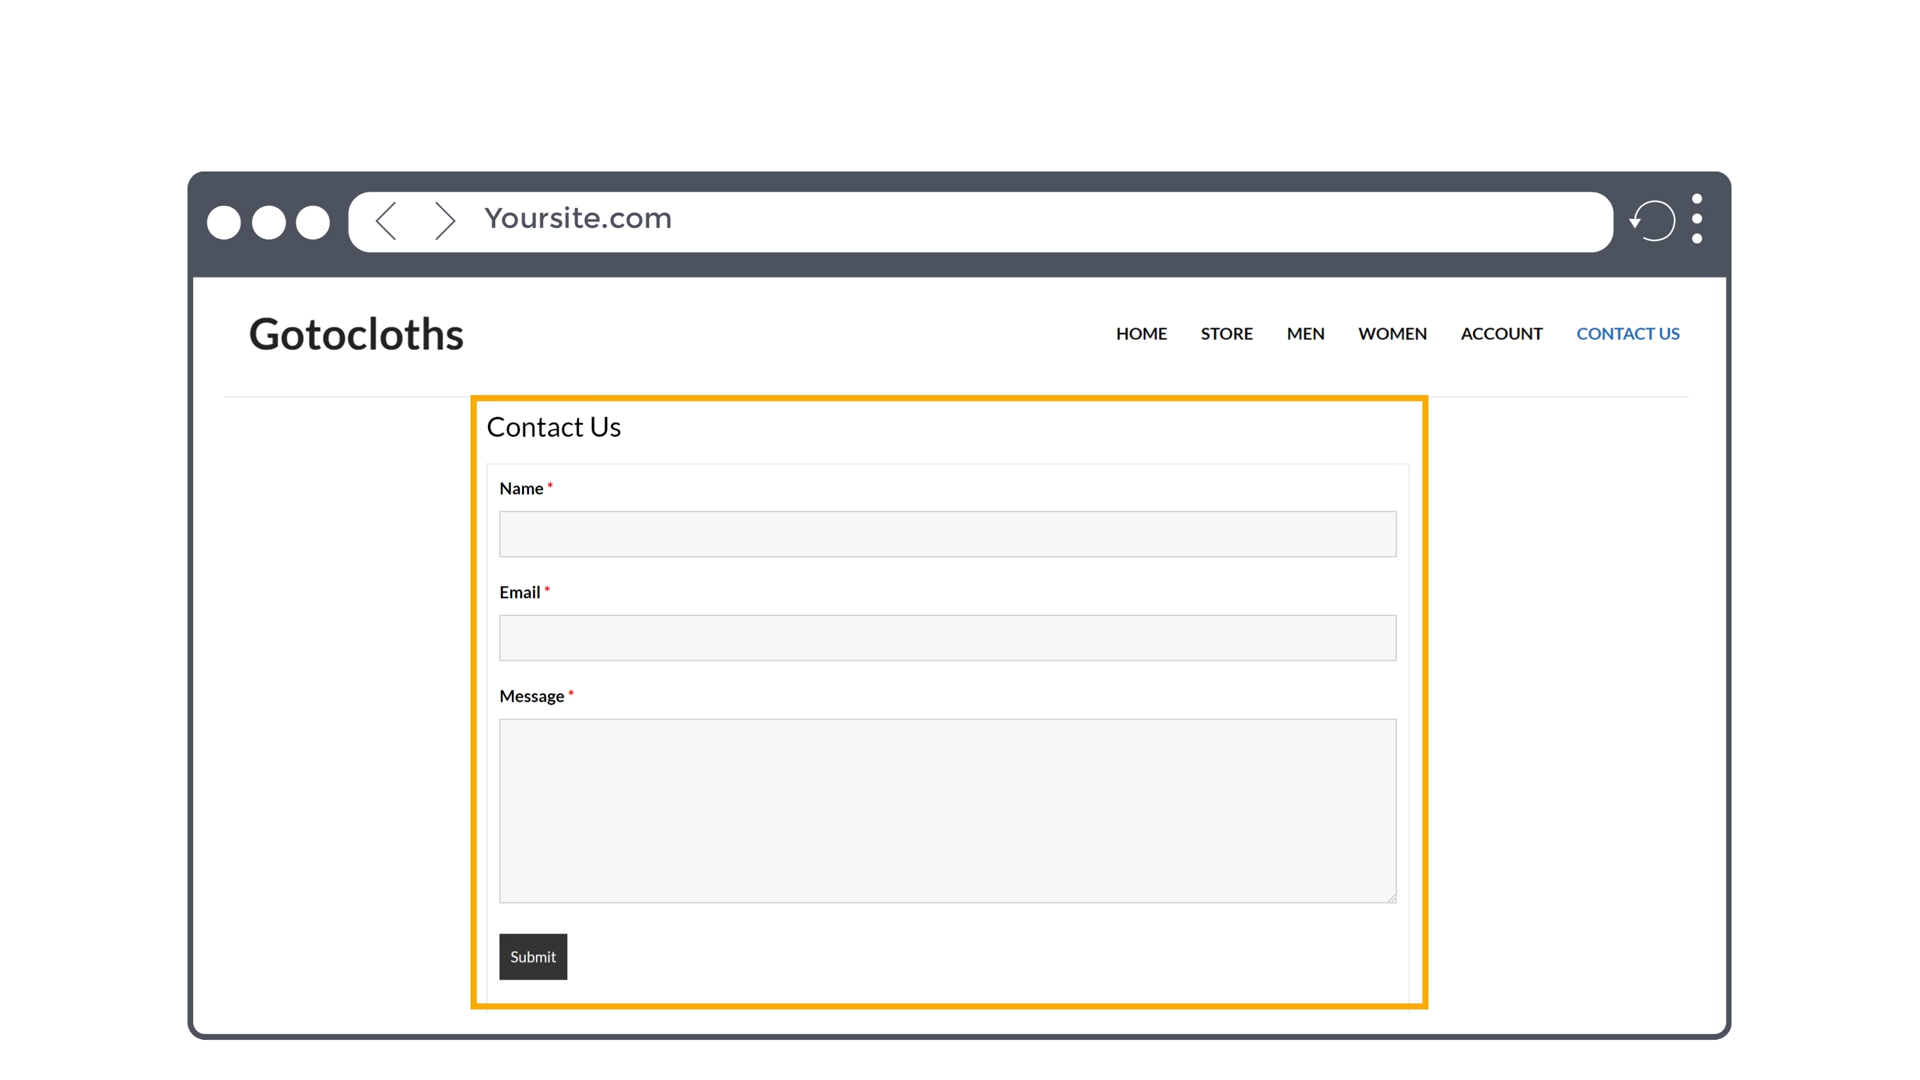 Yoursite.com
Gotocloths
HOME STORE MEN WOMEN ACCOUNT CONTACT US
Contact Us
Name *
Email *
Message *
Submit